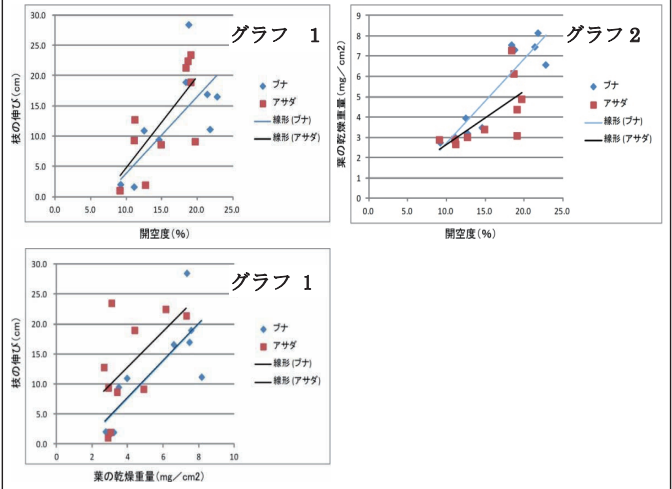 グラフ 1
枝の伸び(cm)
30.0
25.0
20.0
15.0
10.0
5.0
0.0
0.0 5.0 10.0 15.0 20.0 25.0
開空度(%)
ブナ
アサダ
線形(ブナ)
線形(アサダ)
グラフ2
葉の乾燥重量(mg/cm2)
9
8
7
6
5
4
3
2
1
0
0.0 5.0 10.0 15.0 20.0 25.0
開空度(%)
ブナ
アサダ
線形(ブナ)
線形(アサダ)
グラフ 1
枝の伸び(cm)
30.0
25.0
20.0
15.0
10.0
5.0
0.0
0 2 4 6 8 10
葉の乾燥重量(mg/cm2)
ブナ
アサダ
線形(ブナ)
線形(アサダ)